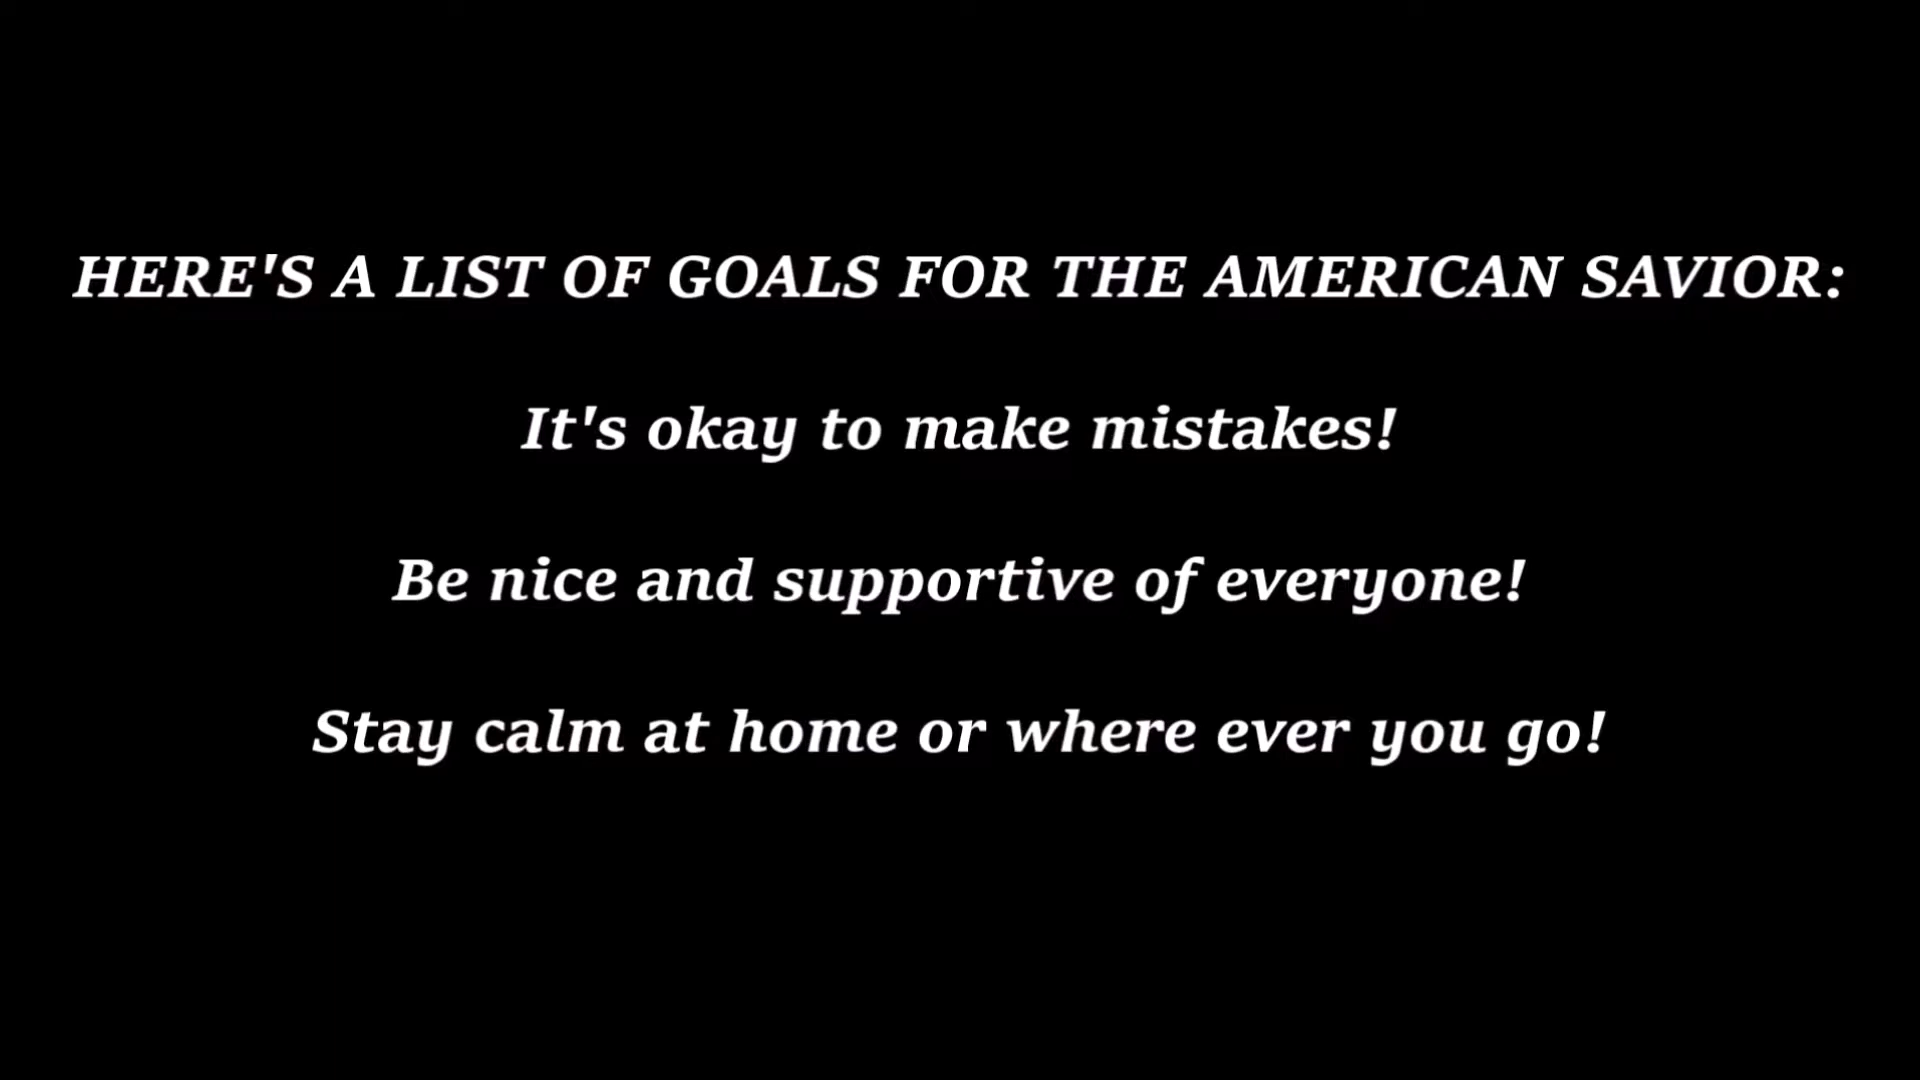 HERE'S A LIST OF GOALS FOR THE AMERICAN SAVIOR:
It's okay to make mistakes!
Be nice and supportive of everyone!
Stay calm at home or where ever you go!